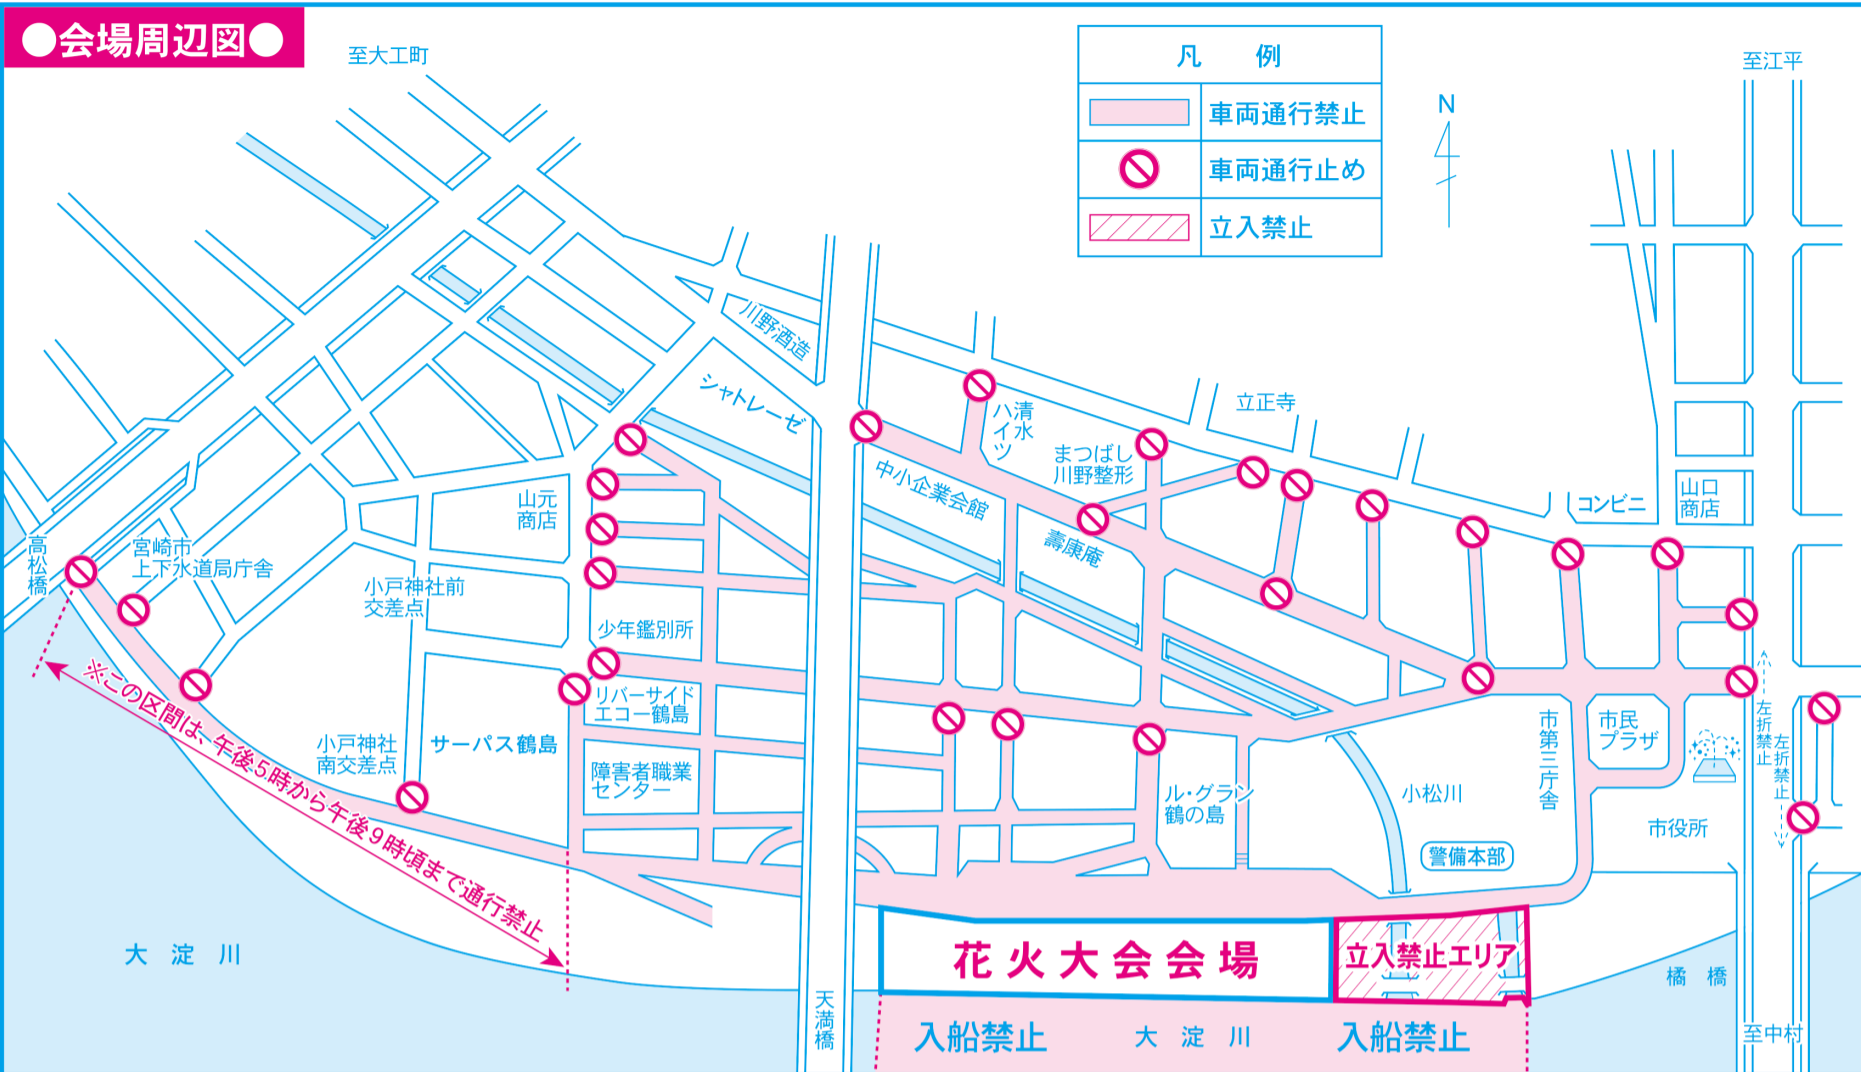 ●会場周辺図●
至大工町
凡　例
車両通行禁止
車両通行止め
立入禁止
N
至江平
川野酒造
シャトレーゼ
清水
ハイツ
立正寺
まつばし
川野整形
中小企業会館
壽康庵
コンビニ
山口
商店
山元
商店
高松橋
宮崎市
上下水道局庁舎
小戸神社前
交差点
少年鑑別所
リバーサイド
エコー鶴島
サーパス鶴島
小戸神社
南交差点
障害者職業
センター
※この区間は、午後5時から午後9時頃まで通行禁止
ル・グラン
鶴の島
小松川
警備本部
市第三庁舎
市民
プラザ
左折禁止
左折禁止
市役所
大淀川
花火大会会場
立入禁止エリア
橘橋
天満橋
入船禁止
大淀川
入船禁止
至中村